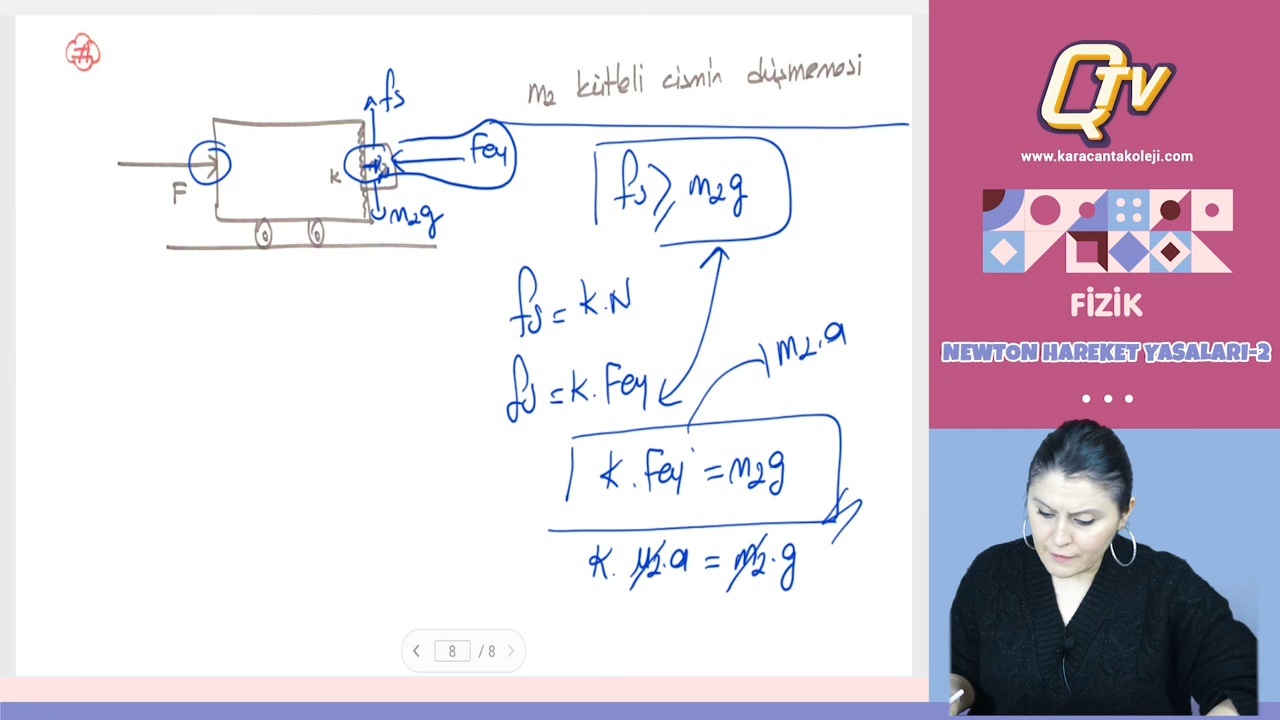 A
m₂ kütleli cismin düşmemesi
fs
Fey
F
K
m₂
m₂g
fs ≥ m₂g
fs = k.N
fs = k.Fey
m₂.a
k.Fey = m₂g
k.m₂.a = m₂.g
8 / 8
QTV
www.karacantakoleji.com
FİZİK
NEWTON HAREKET YASALARI-2